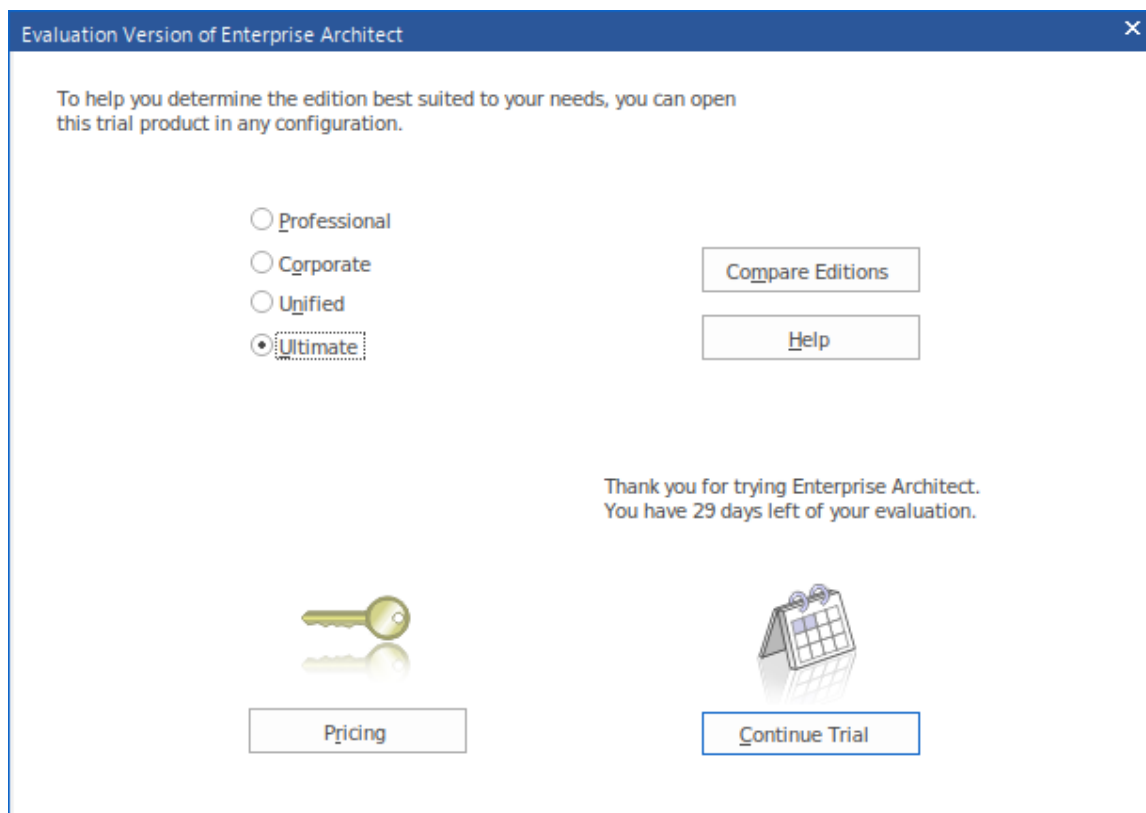 Evaluation Version of Enterprise Architect
To help you determine the edition best suited to your needs, you can open
this trial product in any configuration.
Professional
Corporate
Unified
Ultimate
Compare Editions
Help
Thank you for trying Enterprise Architect.
You have 29 days left of your evaluation.
Pricing
Continue Trial